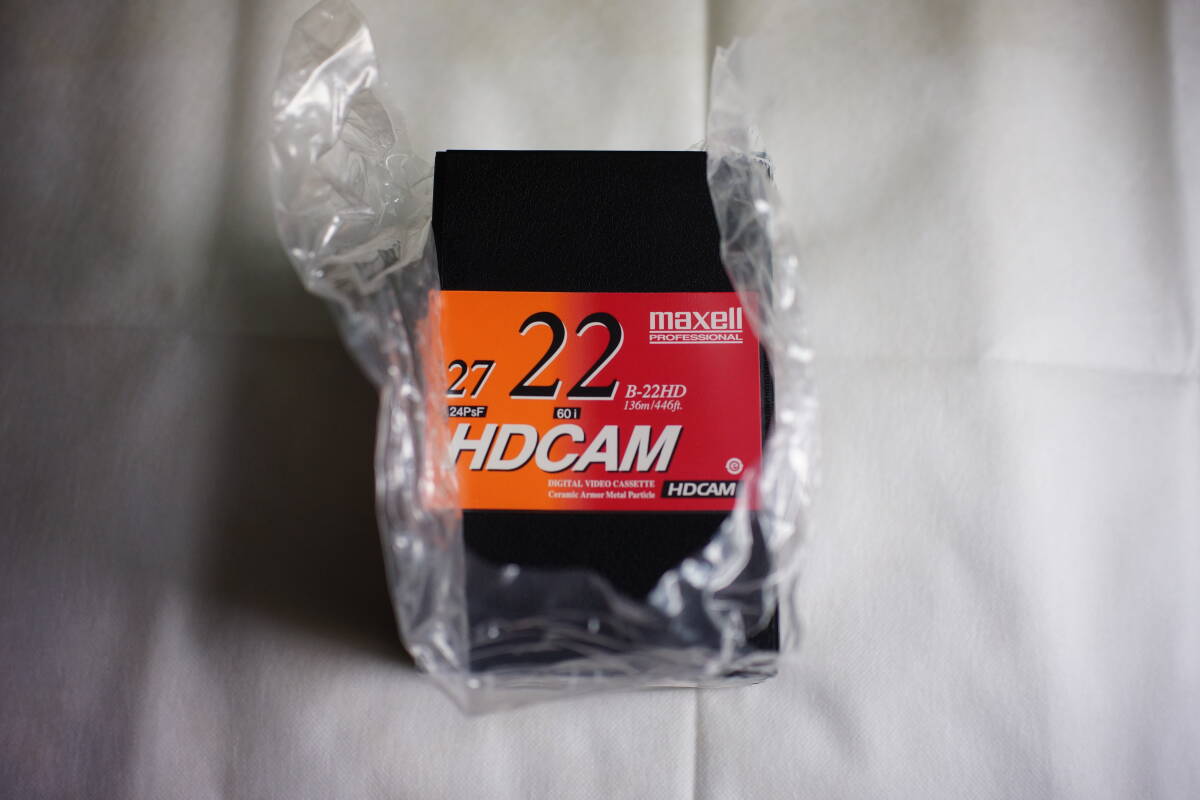 maxell
PROFESSIONAL
27 22
24PsF 60i
B-22HD
136m/446ft.
HDCAM
DIGITAL VIDEO CASSETTE
Ceramic Armor Metal Particle
HDCAM